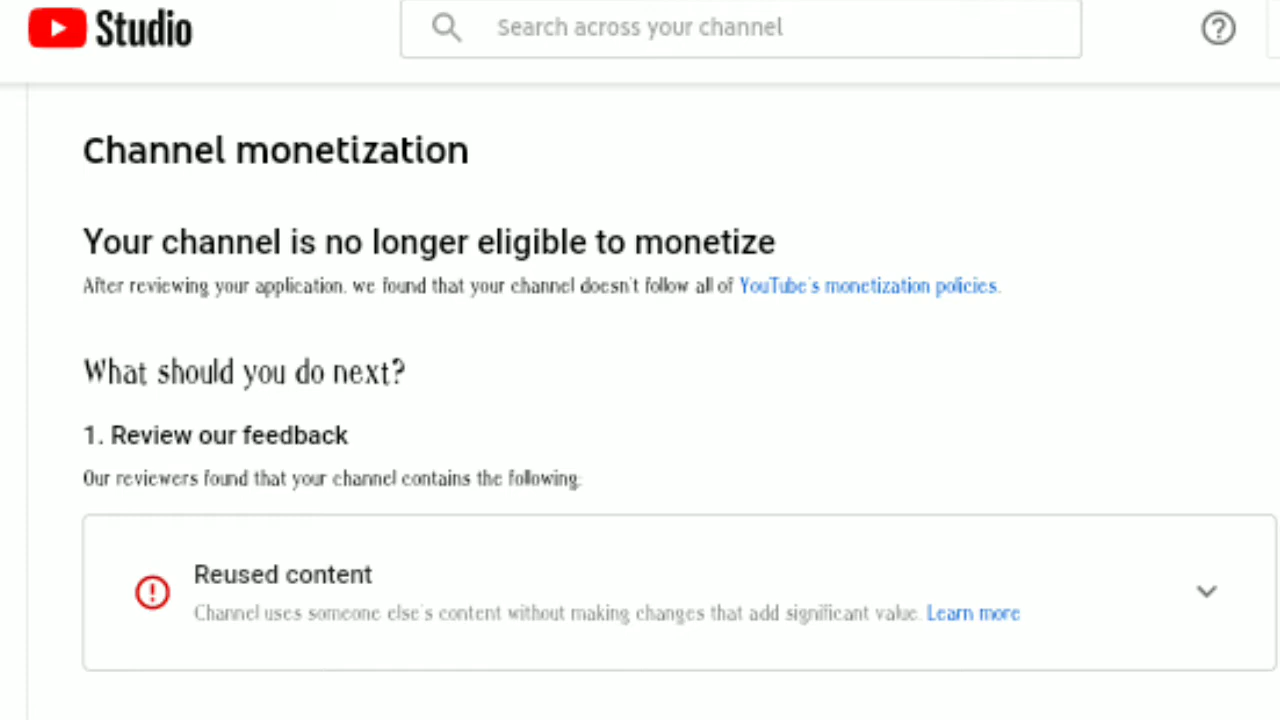 Studio
Search across your channel
Channel monetization
Your channel is no longer eligible to monetize
After reviewing your application, we found that your channel doesn't follow all of YouTube's monetization policies.
What should you do next?
1. Review our feedback
Our reviewers found that your channel contains the following:
Reused content
Channel uses someone else's content without making changes that add significant value. Learn more